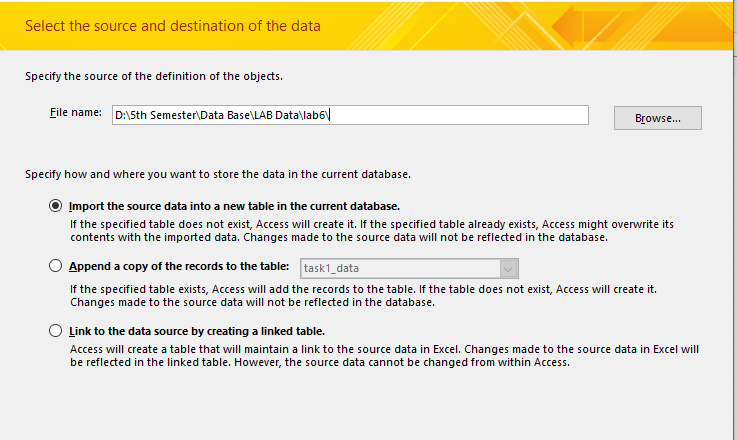 Select the source and destination of the data
Specify the source of the definition of the objects.
File name: D:\5th Semester\Data Base\LAB Data\lab6\ Browse...
Specify how and where you want to store the data in the current database.
Import the source data into a new table in the current database.
If the specified table does not exist, Access will create it. If the specified table already exists, Access might overwrite its
contents with the imported data. Changes made to the source data will not be reflected in the database.
Append a copy of the records to the table: task1_data
If the specified table exists, Access will add the records to the table. If the table does not exist, Access will create it.
Changes made to the source data will not be reflected in the database.
Link to the data source by creating a linked table.
Access will create a table that will maintain a link to the source data in Excel. Changes made to the source data in Excel will
be reflected in the linked table. However, the source data cannot be changed from within Access.